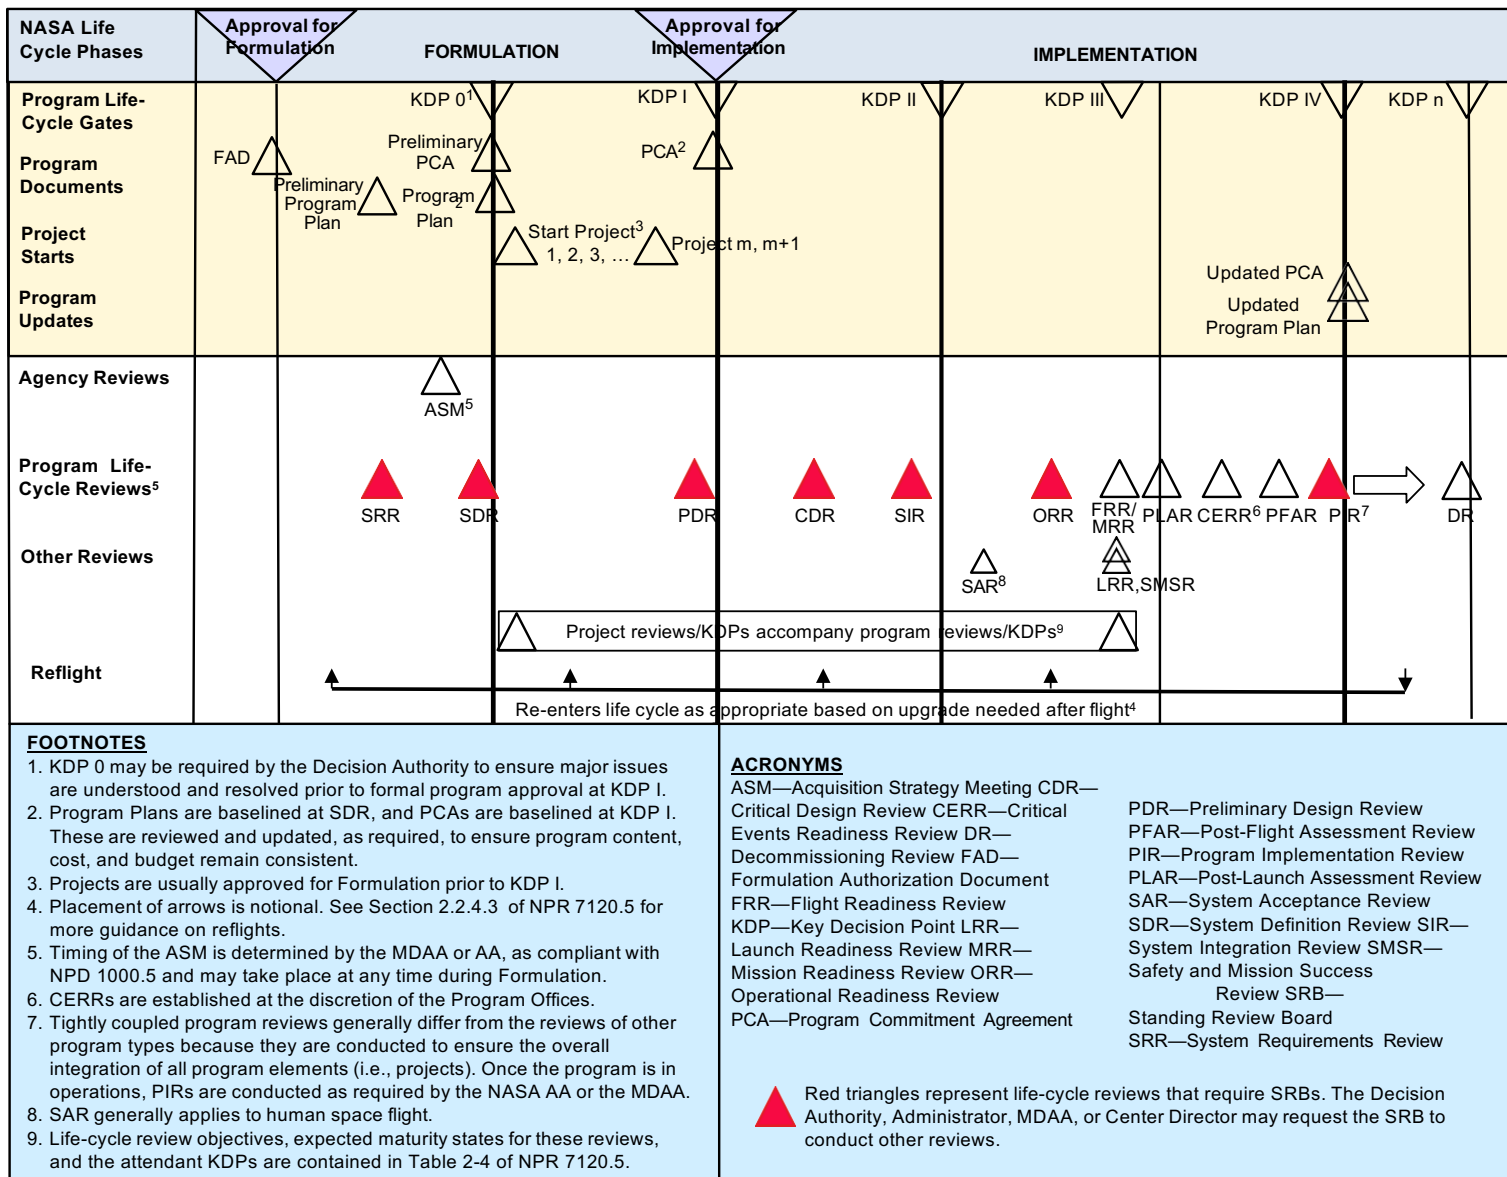 NASA Life
Cycle Phases
Approval for
Formulation
FORMULATION
Approval for
Implementation
IMPLEMENTATION
Program Life-
Cycle Gates
KDP 0¹
KDP I
KDP II
KDP III
KDP IV
KDP n
Program
Documents
FAD
Preliminary
Program
Plan
Preliminary
PCA
Program
Plan²
PCA²
Project
Starts
Start Project³
1, 2, 3, …
Project m, m+1
Program
Updates
Updated PCA
Updated
Program Plan
Agency Reviews
ASM⁵
Program Life-
Cycle Reviews⁵
SRR
SDR
PDR
CDR
SIR
ORR
FRR/
MRR
PLAR
CERR⁶
PFAR
PIR⁷
DR
Other Reviews
SAR⁸
LRR,SMSR
Project reviews/KDPs accompany program reviews/KDPs⁹
Reflight
Re-enters life cycle as appropriate based on upgrade needed after flight⁴
FOOTNOTES
1. KDP 0 may be required by the Decision Authority to ensure major issues
are understood and resolved prior to formal program approval at KDP I.
2. Program Plans are baselined at SDR, and PCAs are baselined at KDP I.
These are reviewed and updated, as required, to ensure program content,
cost, and budget remain consistent.
3. Projects are usually approved for Formulation prior to KDP I.
4. Placement of arrows is notional. See Section 2.2.4.3 of NPR 7120.5 for
more guidance on reflights.
5. Timing of the ASM is determined by the MDAA or AA, as compliant with
NPD 1000.5 and may take place at any time during Formulation.
6. CERRs are established at the discretion of the Program Offices.
7. Tightly coupled program reviews generally differ from the reviews of other
program types because they are conducted to ensure the overall
integration of all program elements (i.e., projects). Once the program is in
operations, PIRs are conducted as required by the NASA AA or the MDAA.
8. SAR generally applies to human space flight.
9. Life-cycle review objectives, expected maturity states for these reviews,
and the attendant KDPs are contained in Table 2-4 of NPR 7120.5.
ACRONYMS
ASM—Acquisition Strategy Meeting CDR—
Critical Design Review CERR—Critical
Events Readiness Review DR—
Decommissioning Review FAD—
Formulation Authorization Document
FRR—Flight Readiness Review
KDP—Key Decision Point LRR—
Launch Readiness Review MRR—
Mission Readiness Review ORR—
Operational Readiness Review
PCA—Program Commitment Agreement
PDR—Preliminary Design Review
PFAR—Post-Flight Assessment Review
PIR—Program Implementation Review
PLAR—Post-Launch Assessment Review
SAR—System Acceptance Review
SDR—System Definition Review SIR—
System Integration Review SMSR—
Safety and Mission Success
Review SRB—
Standing Review Board
SRR—System Requirements Review
Red triangles represent life-cycle reviews that require SRBs. The Decision
Authority, Administrator, MDAA, or Center Director may request the SRB to
conduct other reviews.